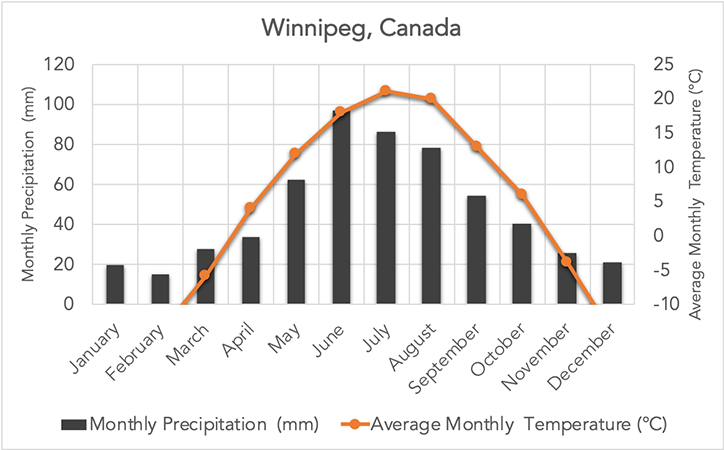 Winnipeg, Canada
Monthly Precipitation (mm)
120
100
80
60
40
20
0
Average Monthly Temperature (°C)
25
20
15
10
5
0
-5
-10
January
February
March
April
May
June
July
August
September
October
November
December
Monthly Precipitation (mm)
Average Monthly Temperature (°C)